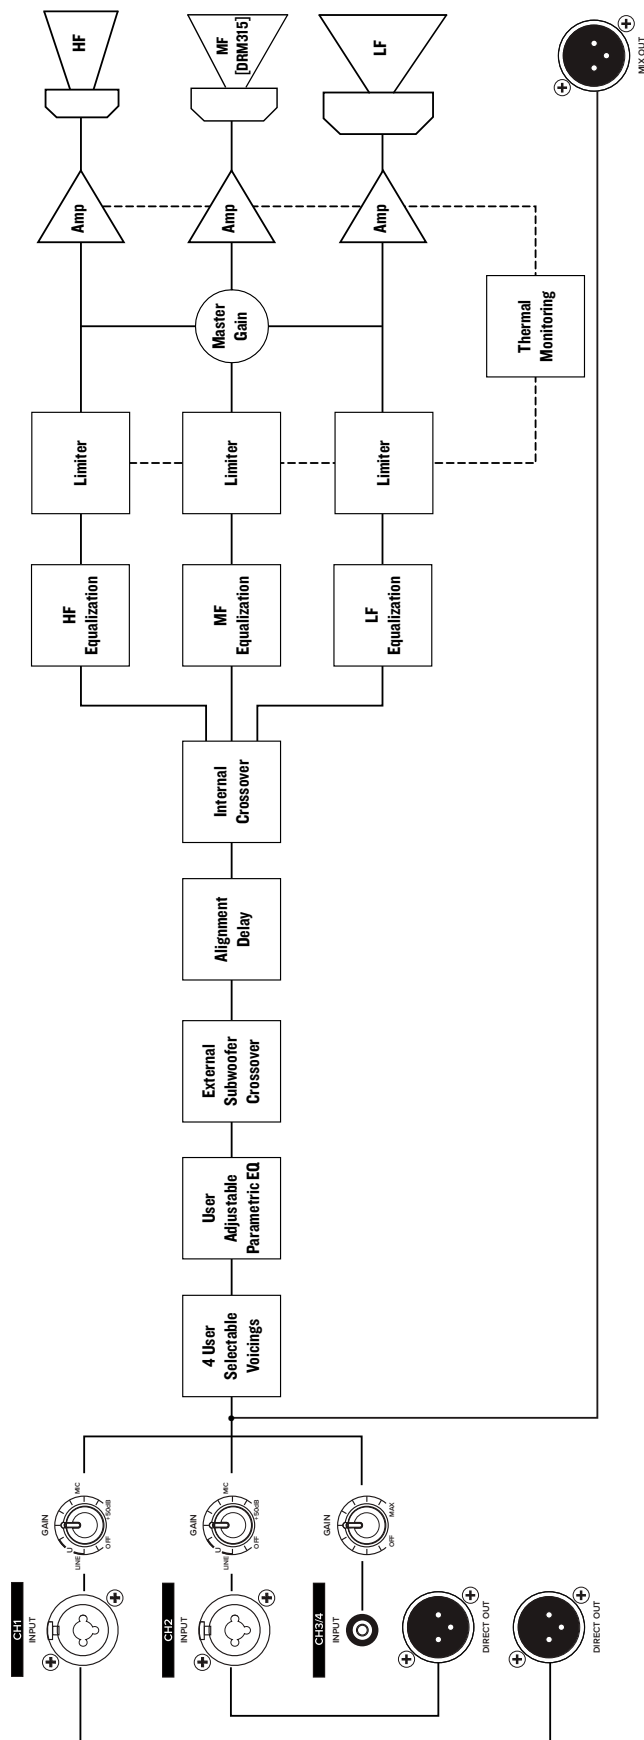 HF
MF
[DRM315]
LF
MIX OUT
Amp
Amp
Amp
Master
Gain
Thermal
Monitoring
Limiter
Limiter
Limiter
HF
Equalization
MF
Equalization
LF
Equalization
Internal
Crossover
Alignment
Delay
External
Subwoofer
Crossover
User
Adjustable
Parametric EQ
4 User
Selectable
Voicings
GAIN
U
LINE
MIC
OFF
+50dB
GAIN
U
LINE
MIC
OFF
+50dB
GAIN
OFF
MAX
CH1
INPUT
CH2
INPUT
CH3/4
INPUT
DIRECT OUT
DIRECT OUT